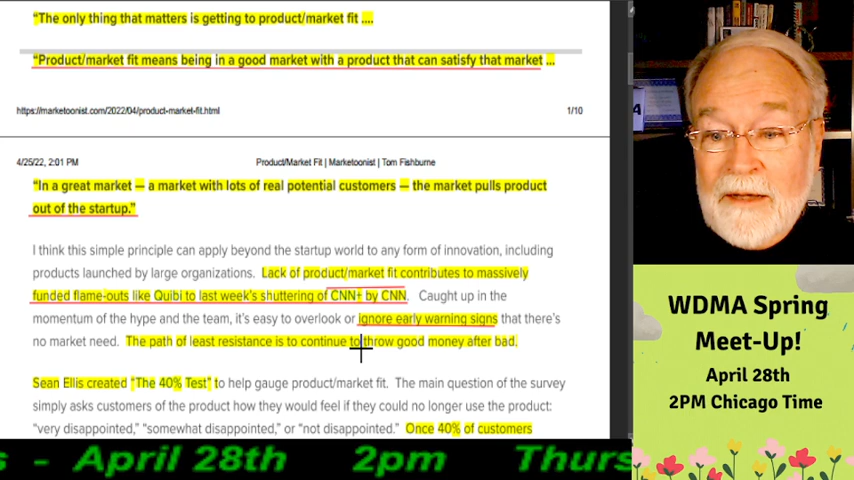 “The only thing that matters is getting to product/market fit ....
“Product/market fit means being in a good market with a product that can satisfy that market ...
https://marketoonist.com/2022/04/product-market-fit.html
1/10
4/25/22, 2:01 PM
Product/Market Fit | Marketoonist | Tom Fishburne
“In a great market — a market with lots of real potential customers — the market pulls product
out of the startup.”
I think this simple principle can apply beyond the startup world to any form of innovation, including
products launched by large organizations. Lack of product/market fit contributes to massively
funded flame-outs like Quibi to last week’s shuttering of CNN+ by CNN. Caught up in the
momentum of the hype and the team, it’s easy to overlook or ignore early warning signs that there’s
no market need. The path of least resistance is to continue to throw good money after bad.
Sean Ellis created “The 40% Test” to help gauge product/market fit. The main question of the survey
simply asks customers of the product how they would feel if they could no longer use the product:
“very disappointed,” “somewhat disappointed,” or “not disappointed.” Once 40% of customers
s - April 28th 2pm Thurs
WDMA Spring
Meet-Up!
April 28th
2PM Chicago Time